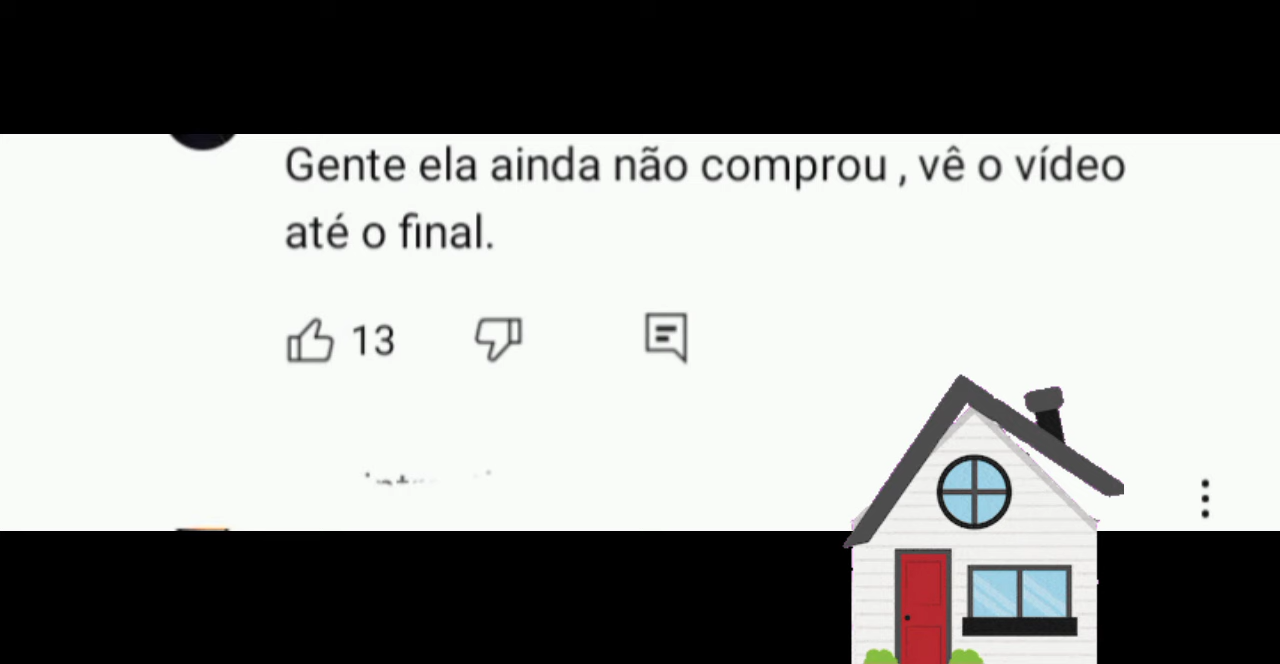 Gente ela ainda não comprou , vê o vídeo
até o final.
13